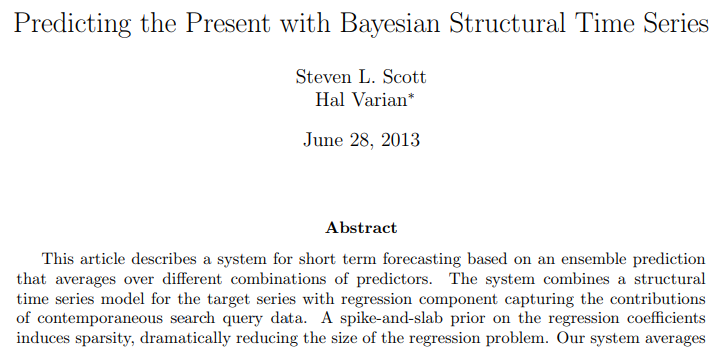 Predicting the Present with Bayesian Structural Time Series
Steven L. Scott
Hal Varian*
June 28, 2013
Abstract
This article describes a system for short term forecasting based on an ensemble prediction
that averages over different combinations of predictors. The system combines a structural
time series model for the target series with regression component capturing the contributions
of contemporaneous search query data. A spike-and-slab prior on the regression coefficients
induces sparsity, dramatically reducing the size of the regression problem. Our system averages